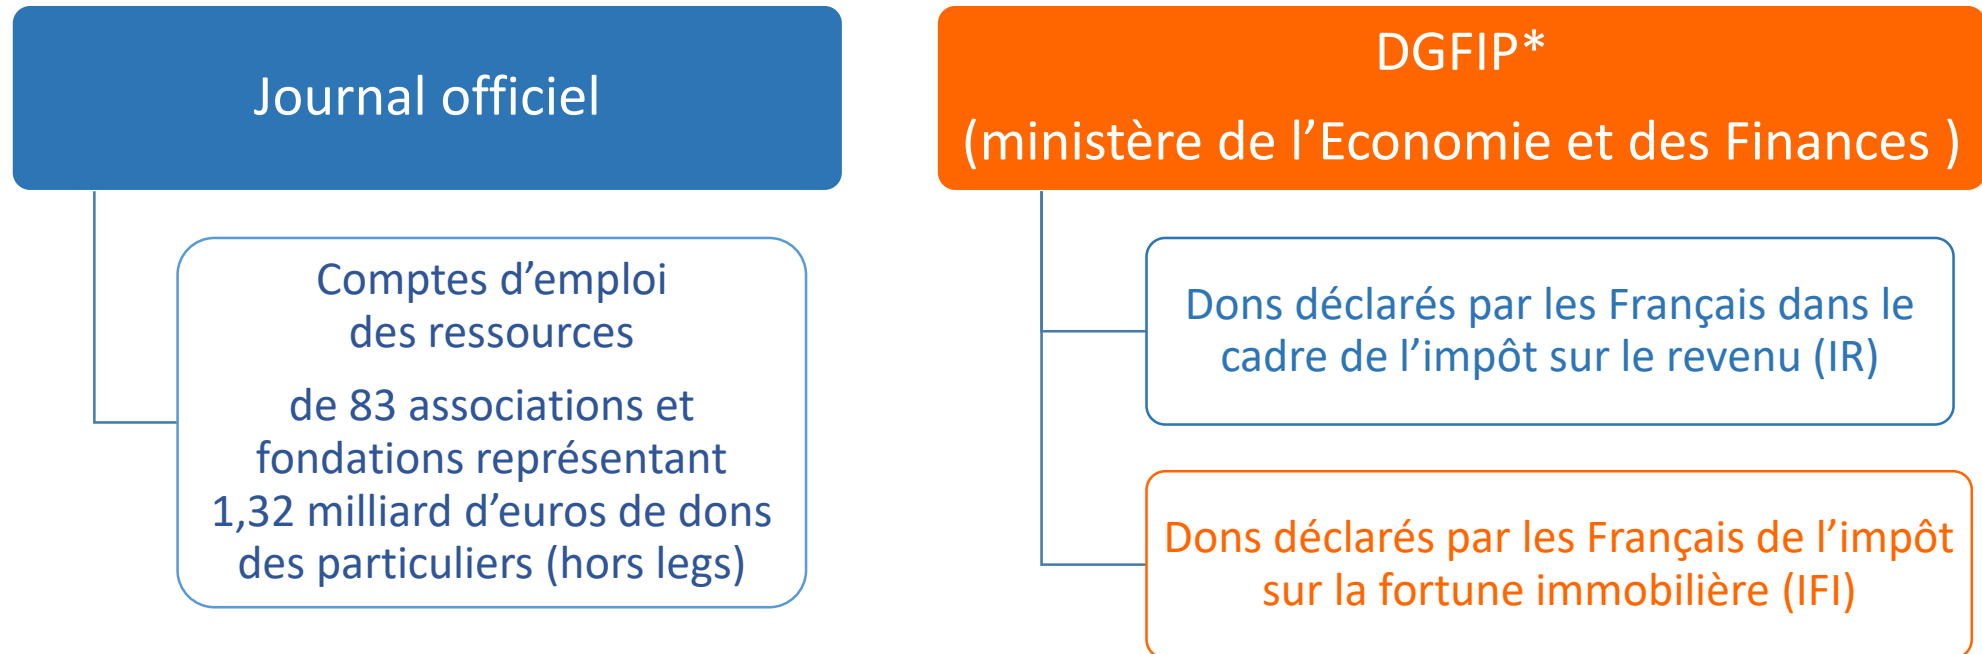 Journal officiel
Comptes d’emploi
des ressources
de 83 associations et
fondations représentant
1,32 milliard d’euros de dons
des particuliers (hors legs)
DGFIP*
(ministère de l’Economie et des Finances )
Dons déclarés par les Français dans le
cadre de l’impôt sur le revenu (IR)
Dons déclarés par les Français de l’impôt
sur la fortune immobilière (IFI)